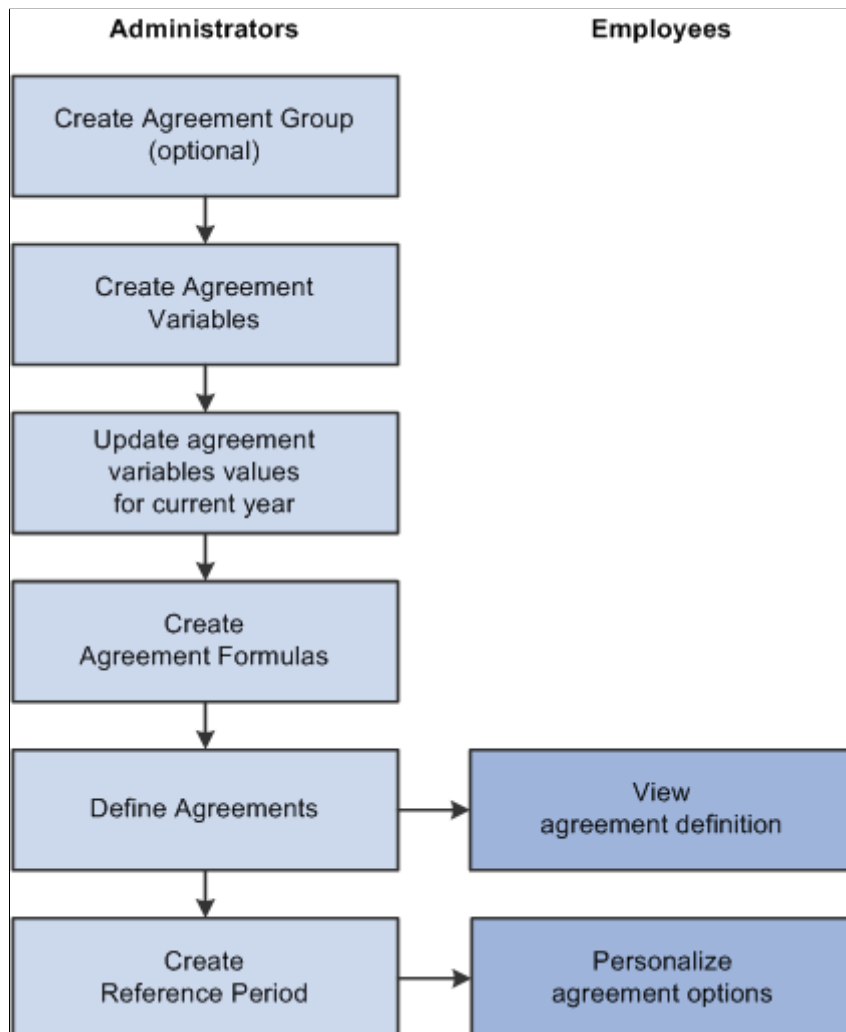 Administrators
Employees
Create Agreement Group
(optional)
Create Agreement
Variables
Update agreement
variables values
for current year
Create
Agreement Formulas
Define Agreements
View
agreement definition
Create
Reference Period
Personalize
agreement options